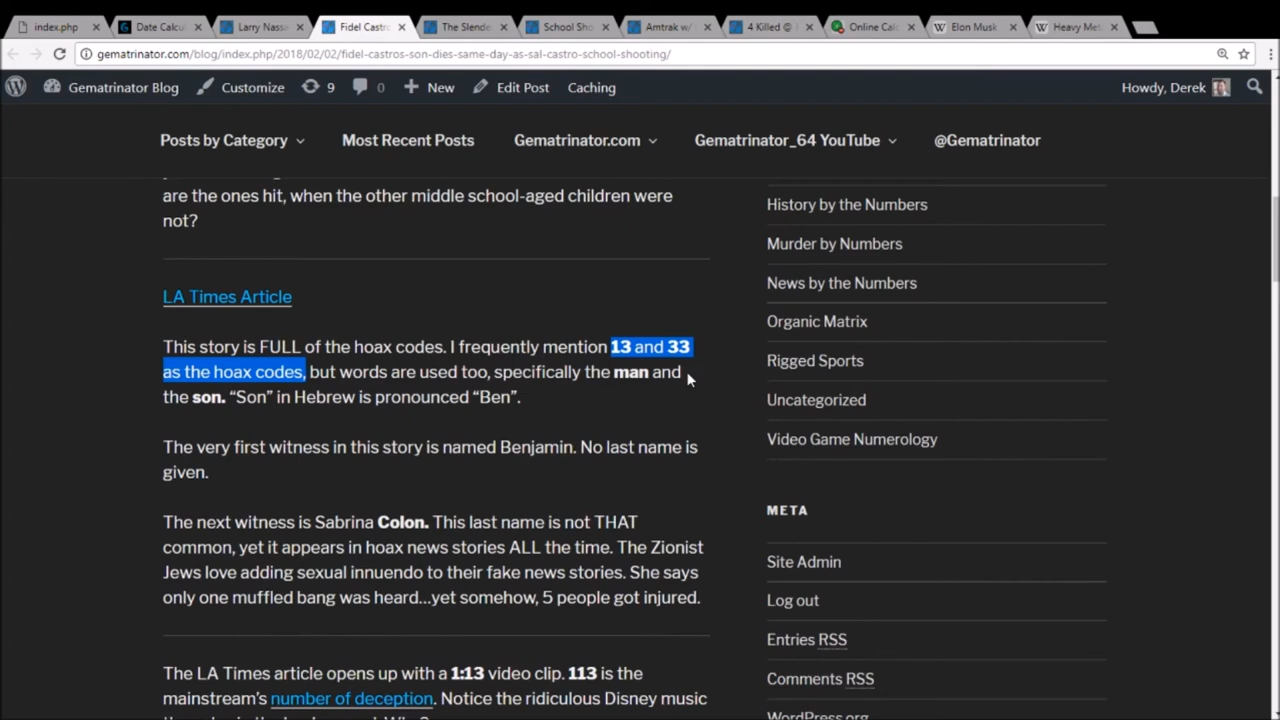 index.php
Date Calcu
Larry Nassa
Fidel Castro
The Slende
School Sho
Amtrak w/
4 Killed @
Online Calc
Elon Musk
Heavy Met
gematrinator.com/blog/index.php/2018/02/02/fidel-castros-son-dies-same-day-as-sal-castro-school-shooting/
Gematrinator Blog
Customize
9
0
New
Edit Post
Caching
Howdy, Derek
Posts by Category
Most Recent Posts
Gematrinator.com
Gematrinator_64 YouTube
@Gematrinator
are the ones hit, when the other middle school-aged children were
not?
LA Times Article
This story is FULL of the hoax codes. I frequently mention 13 and 33
as the hoax codes, but words are used too, specifically the man and
the son. “Son” in Hebrew is pronounced “Ben”.
The very first witness in this story is named Benjamin. No last name is
given.
The next witness is Sabrina Colon. This last name is not THAT
common, yet it appears in hoax news stories ALL the time. The Zionist
Jews love adding sexual innuendo to their fake news stories. She says
only one muffled bang was heard…yet somehow, 5 people got injured.
The LA Times article opens up with a 1:13 video clip. 113 is the
mainstream’s number of deception. Notice the ridiculous Disney music
History by the Numbers
Murder by Numbers
News by the Numbers
Organic Matrix
Rigged Sports
Uncategorized
Video Game Numerology
META
Site Admin
Log out
Entries RSS
Comments RSS
WordPress.org